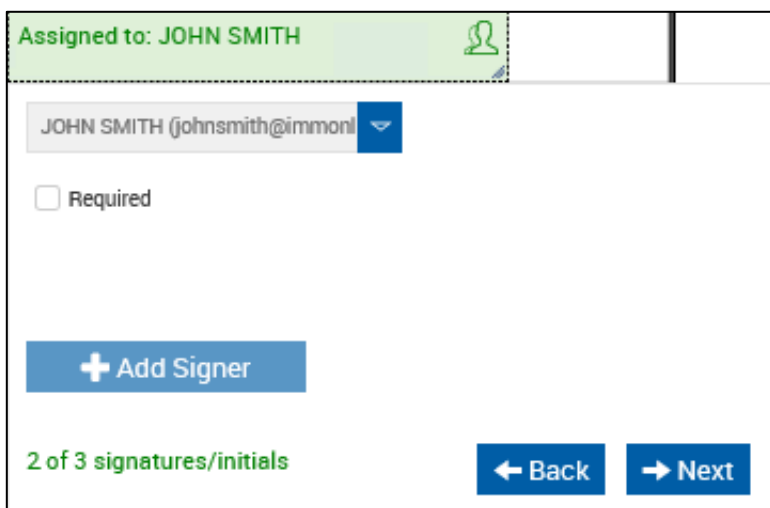 Assigned to: JOHN SMITH
JOHN SMITH (johnsmith@immonl
Required
Add Signer
2 of 3 signatures/initials
Back
Next